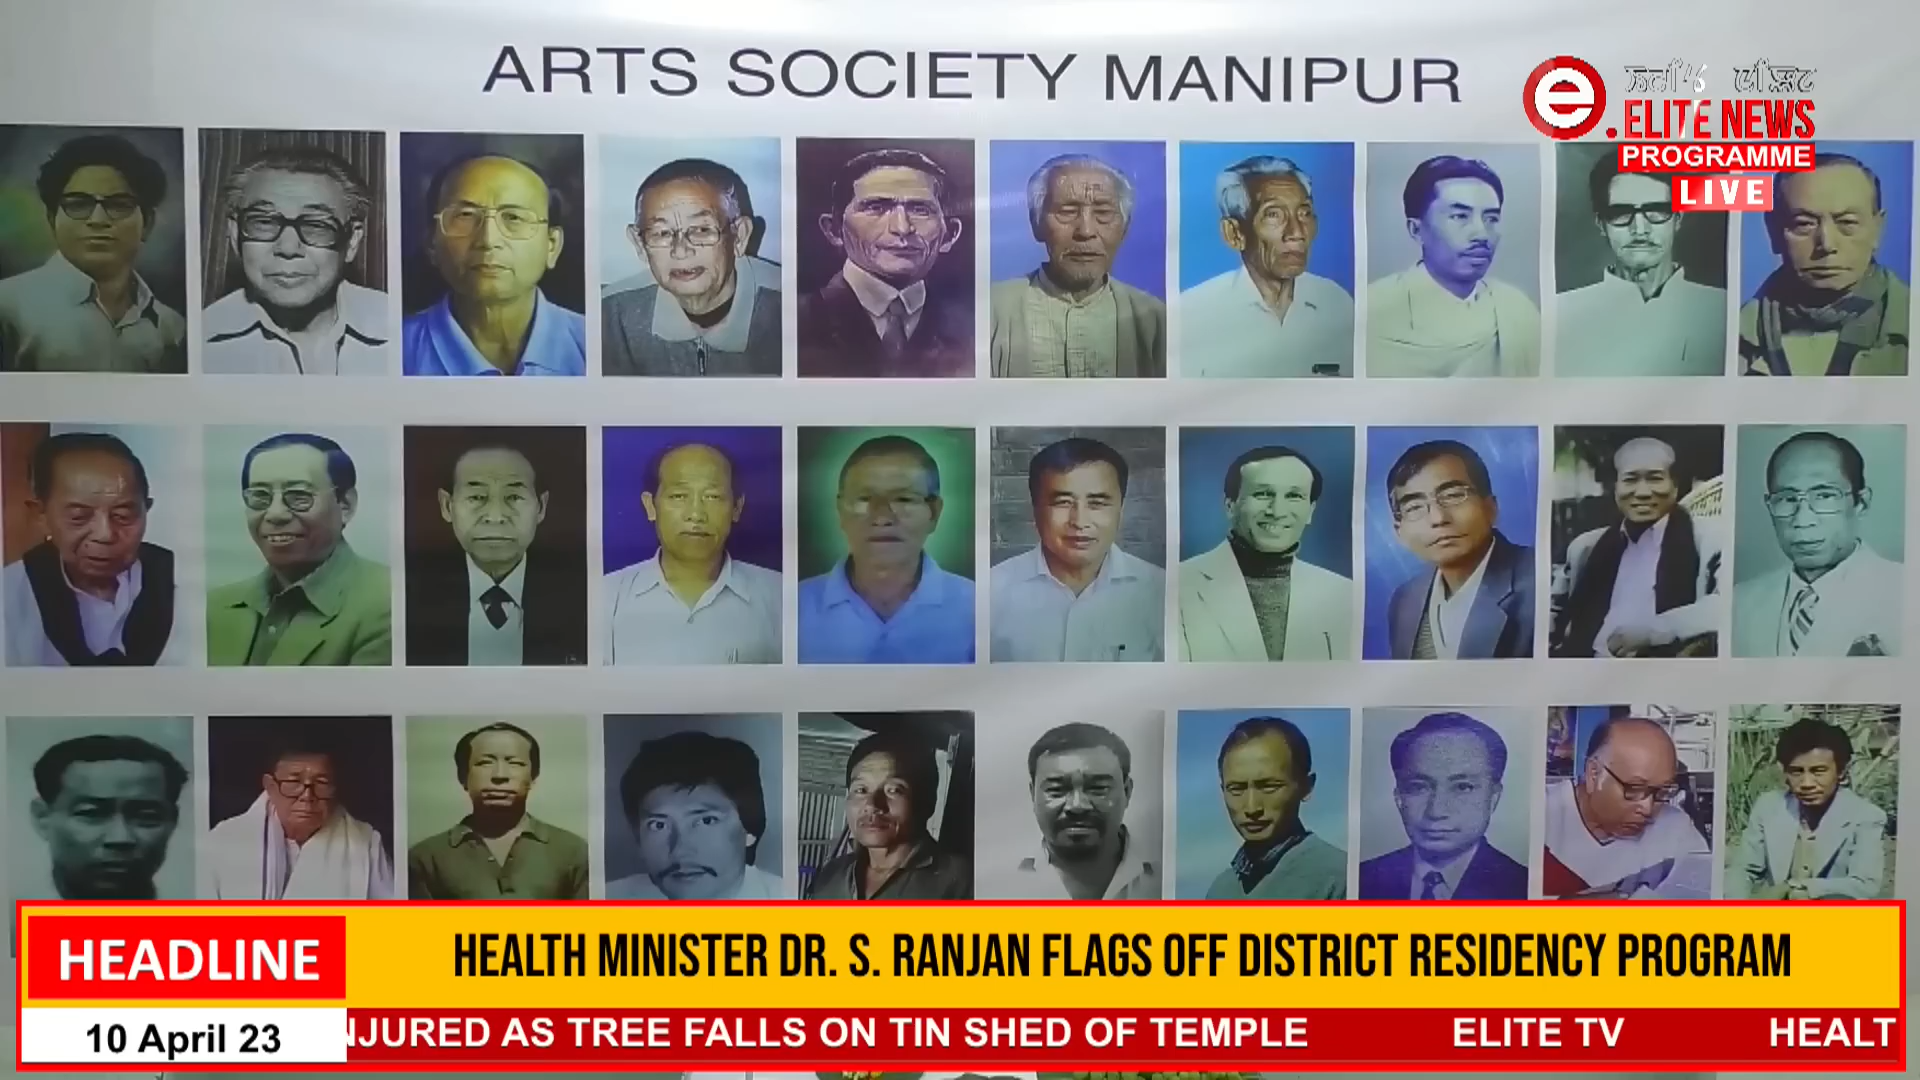 ARTS SOCIETY MANIPUR
e.
ELITE NEWS
PROGRAMME
LIVE
HEADLINE
HEALTH MINISTER DR. S. RANJAN FLAGS OFF DISTRICT RESIDENCY PROGRAM
10 April 23
NJURED AS TREE FALLS ON TIN SHED OF TEMPLE ELITE TV HEALT